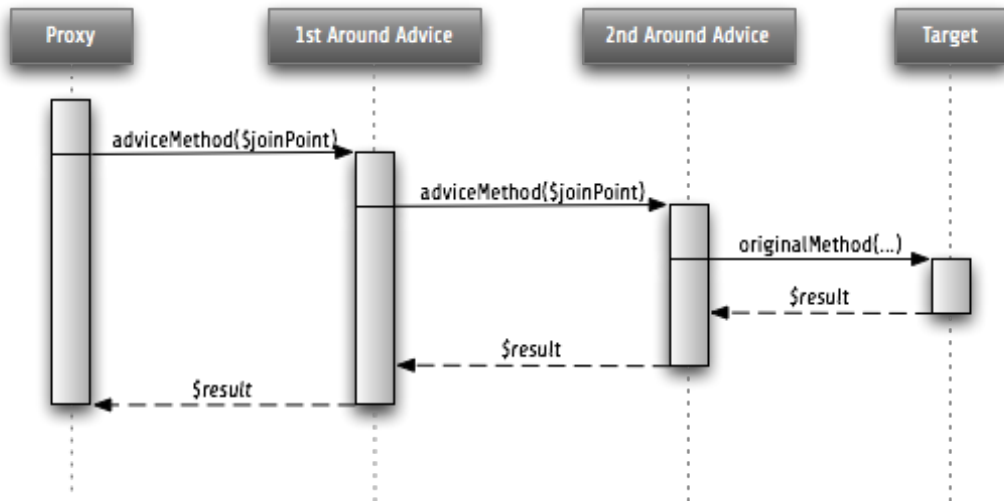 Proxy
1st Around Advice
2nd Around Advice
Target
adviceMethod($joinPoint)
adviceMethod($joinPoint)
originalMethod(...)
$result
$result
$result